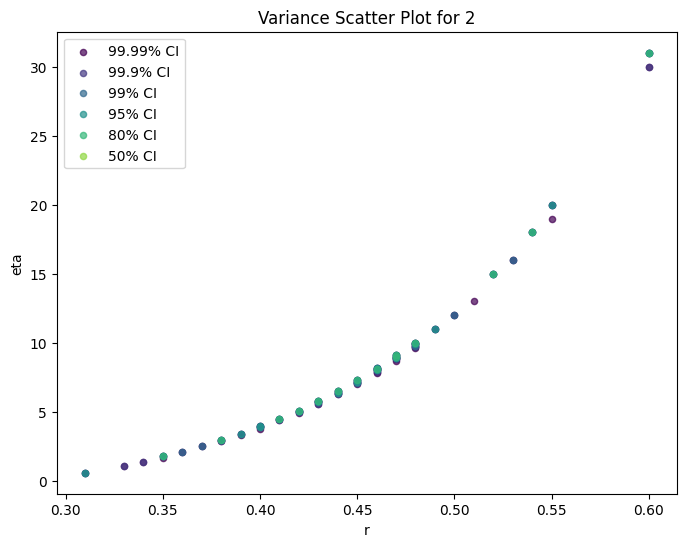 Variance Scatter Plot for 2
99.99% CI
99.9% CI
99% CI
95% CI
80% CI
50% CI
30
25
20
15
10
5
0
eta
0.30 0.35 0.40 0.45 0.50 0.55 0.60
r